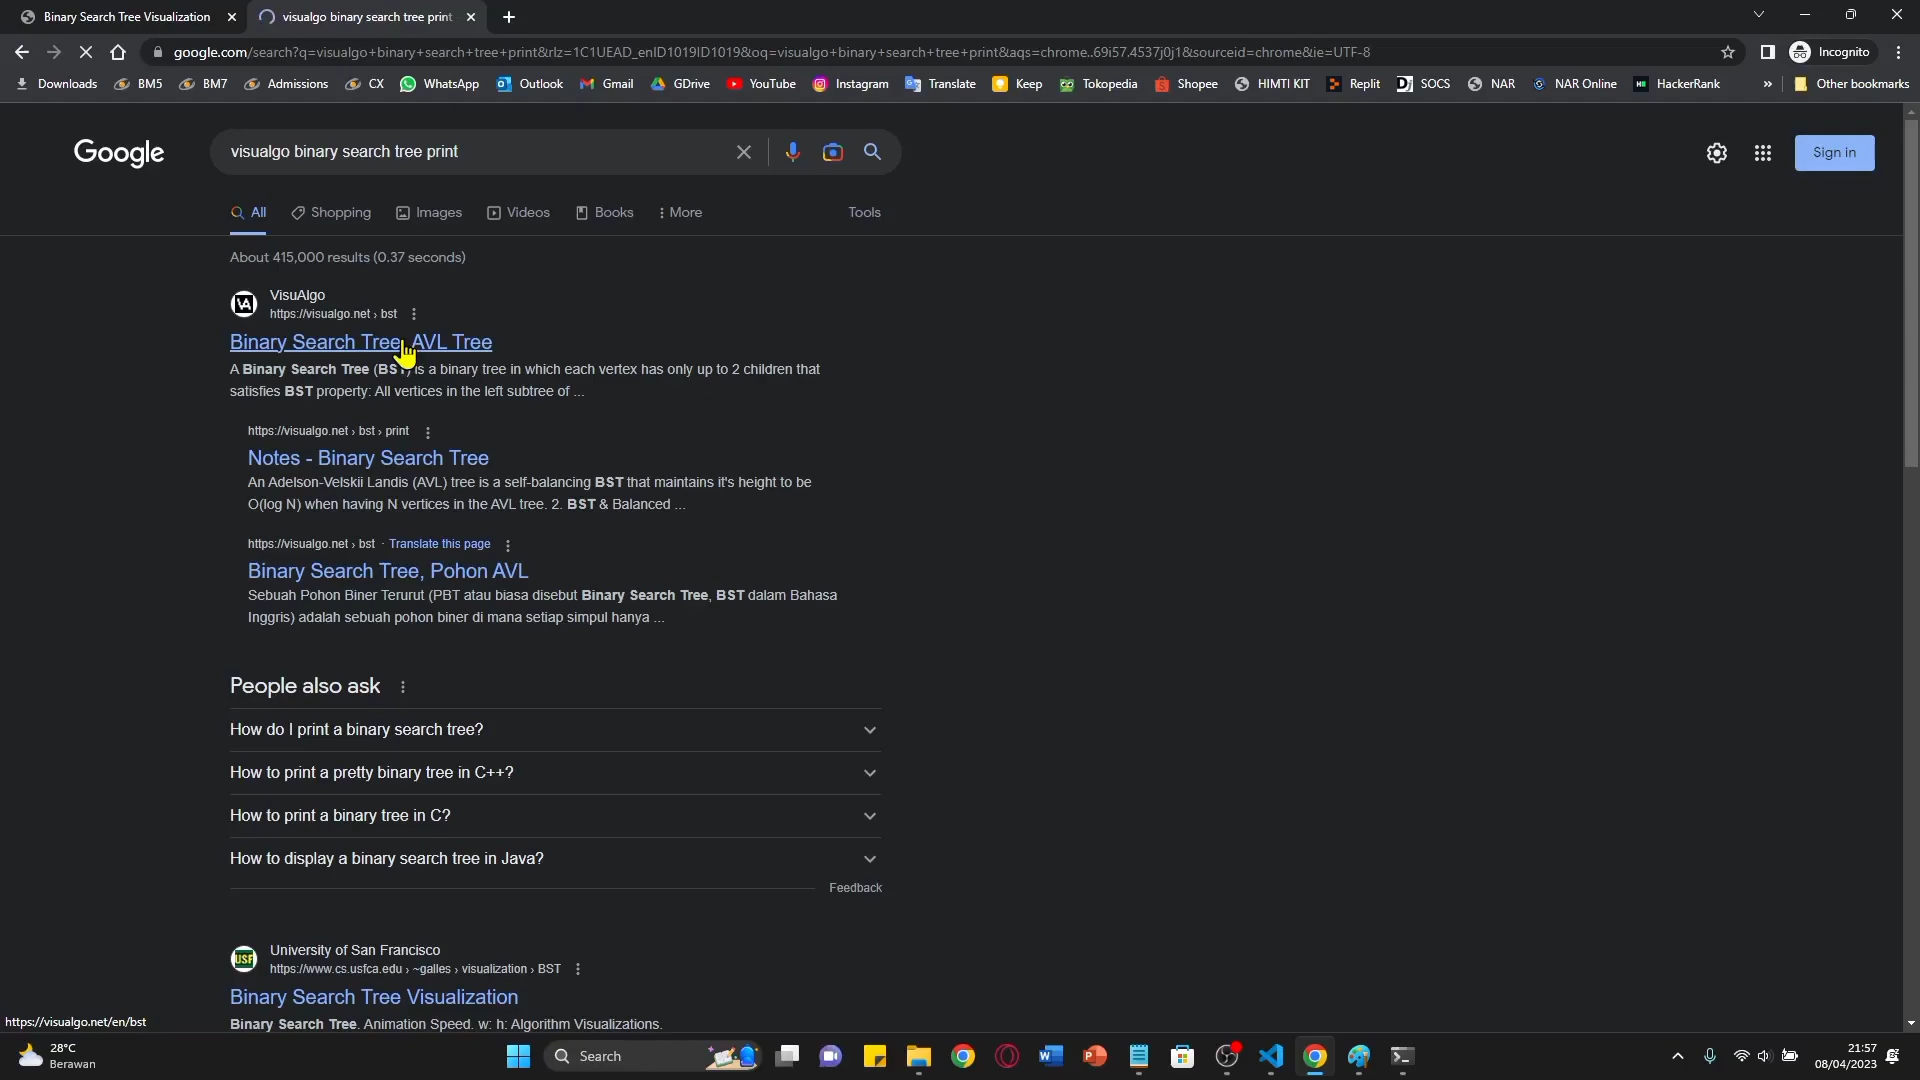 Binary Search Tree Visualization
visualgo binary search tree print
google.com/search?q=visualgo+binary+search+tree+print&rlz=1C1UEAD_enID1019ID1019&oq=visualgo+binary+search+tree+print&aqs=chrome..69i57.4537j0j1&sourceid=chrome&ie=UTF-8
Incognito
Downloads BM5 BM7 Admissions CX WhatsApp Outlook Gmail GDrive YouTube Instagram Translate Keep Tokopedia Shopee HIMTI KIT Replit SOCS NAR NAR Online HackerRank » Other bookmarks
Google
visualgo binary search tree print
Sign in
All Shopping Images Videos Books More Tools
About 415,000 results (0.37 seconds)
VisuAlgo
https://visualgo.net › bst
Binary Search Tree, AVL Tree
A Binary Search Tree (BST) is a binary tree in which each vertex has only up to 2 children that
satisfies BST property: All vertices in the left subtree of ...
https://visualgo.net › bst › print
Notes - Binary Search Tree
An Adelson-Velskii Landis (AVL) tree is a self-balancing BST that maintains it's height to be
O(log N) when having N vertices in the AVL tree. 2. BST & Balanced ...
https://visualgo.net › bst · Translate this page
Binary Search Tree, Pohon AVL
Sebuah Pohon Biner Terurut (PBT atau biasa disebut Binary Search Tree, BST dalam Bahasa
Inggris) adalah sebuah pohon biner di mana setiap simpul hanya ...
People also ask
How do I print a binary search tree?
How to print a pretty binary tree in C++?
How to print a binary tree in C?
How to display a binary search tree in Java?
Feedback
University of San Francisco
USF
https://www.cs.usfca.edu › ~galles › visualization › BST
Binary Search Tree Visualization
https://visualgo.net/en/bst
Binary Search Tree. Animation Speed. w: h: Algorithm Visualizations.
28°C
Berawan
Search
21:57
08/04/2023